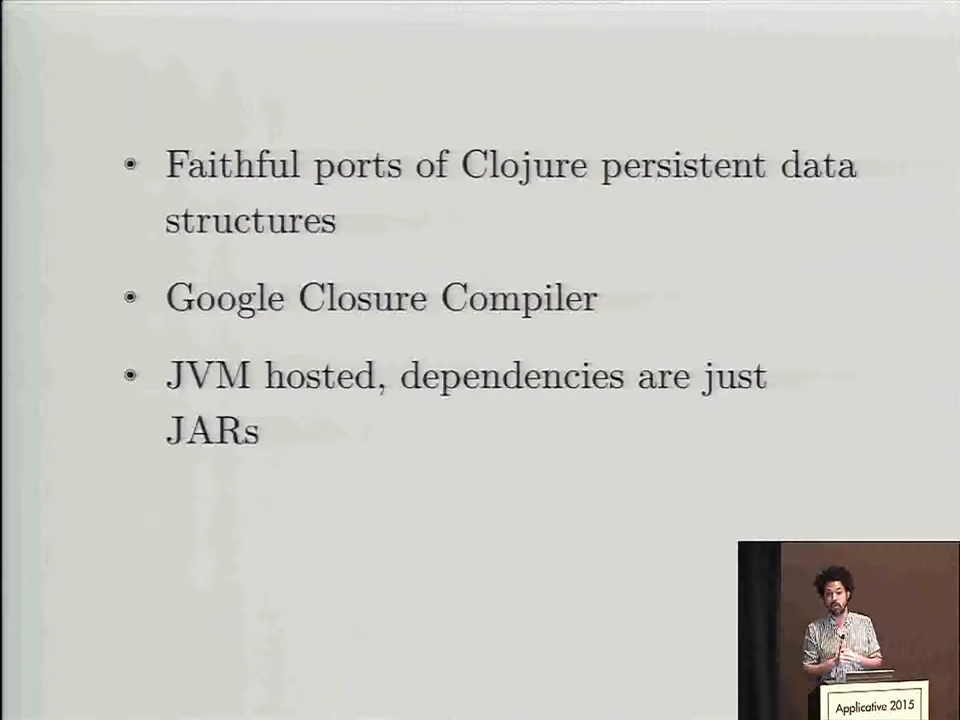 • Faithful ports of Clojure persistent data
structures
• Google Closure Compiler
• JVM hosted, dependencies are just
JARs
Applicative 2015